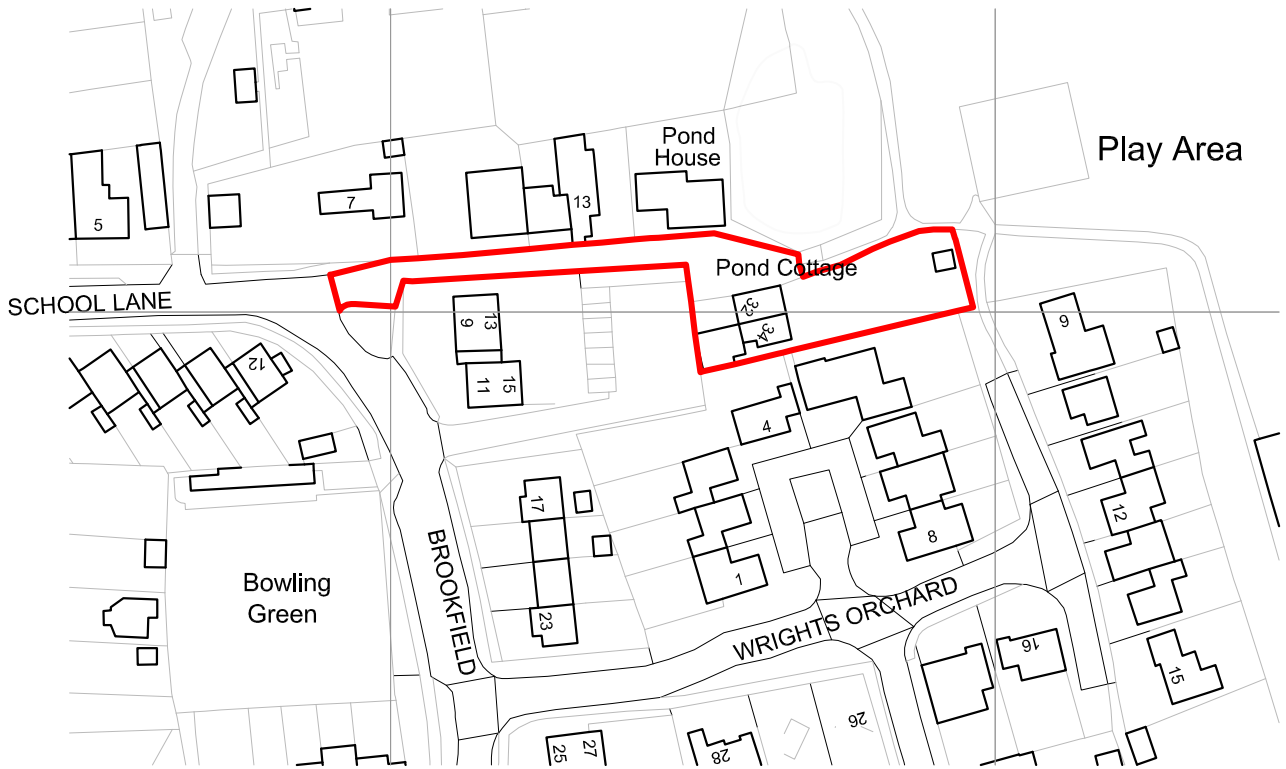 Pond
House
Play Area
5
7
13
Pond Cottage
SCHOOL LANE
9
13
32
34
9
12
11
15
4
17
12
8
BROOKFIELD
Bowling
Green
1
WRIGHTS ORCHARD
23
16
15
26
25
27
28